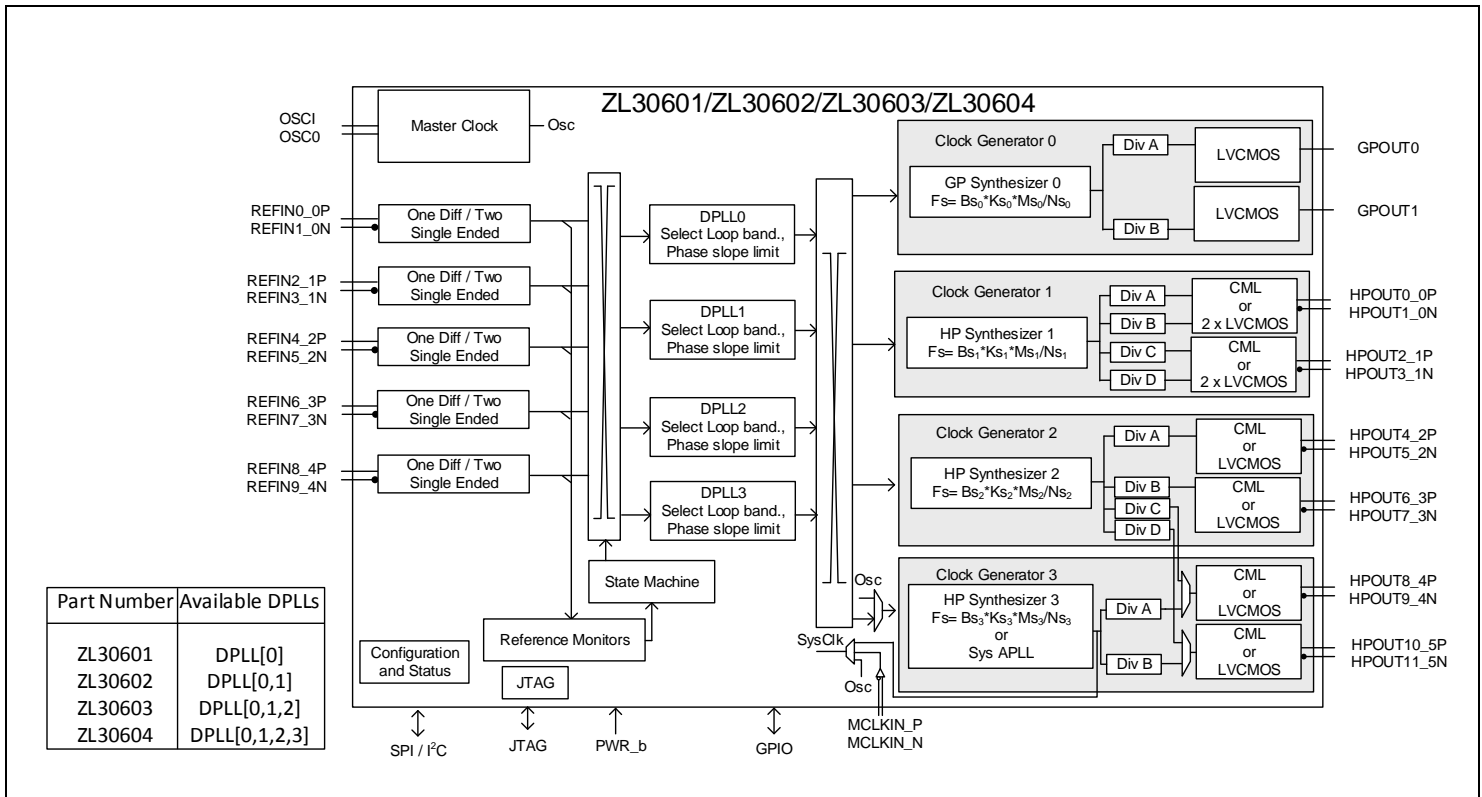 ZL30601/ZL30602/ZL30603/ZL30604
OSCI
OSC0
Master Clock
Osc
REFIN0_0P
REFIN1_0N
One Diff / Two
Single Ended
REFIN2_1P
REFIN3_1N
One Diff / Two
Single Ended
REFIN4_2P
REFIN5_2N
One Diff / Two
Single Ended
REFIN6_3P
REFIN7_3N
One Diff / Two
Single Ended
REFIN8_4P
REFIN9_4N
One Diff / Two
Single Ended
DPLL0
Select Loop band.,
Phase slope limit
DPLL1
Select Loop band.,
Phase slope limit
DPLL2
Select Loop band.,
Phase slope limit
DPLL3
Select Loop band.,
Phase slope limit
State Machine
Reference Monitors
Configuration
and Status
JTAG
Clock Generator 0
GP Synthesizer 0
Fs= Bs₀*Ks₀*Ms₀/Ns₀
Div A
Div B
LVCMOS
LVCMOS
GPOUT0
GPOUT1
Clock Generator 1
HP Synthesizer 1
Fs= Bs₁*Ks₁*Ms₁/Ns₁
Div A
Div B
Div C
Div D
CML
or
2 x LVCMOS
CML
or
2 x LVCMOS
HPOUT0_0P
HPOUT1_0N
HPOUT2_1P
HPOUT3_1N
Clock Generator 2
HP Synthesizer 2
Fs= Bs₂*Ks₂*Ms₂/Ns₂
Div A
Div B
Div C
Div D
CML
or
LVCMOS
CML
or
LVCMOS
HPOUT4_2P
HPOUT5_2N
HPOUT6_3P
HPOUT7_3N
Osc
Clock Generator 3
HP Synthesizer 3
Fs= Bs₃*Ks₃*Ms₃/Ns₃
or
Sys APLL
Div A
Div B
CML
or
LVCMOS
CML
or
LVCMOS
HPOUT8_4P
HPOUT9_4N
HPOUT10_5P
HPOUT11_5N
SysClk
Osc
MCLKIN_P
MCLKIN_N
SPI / I²C
JTAG
PWR_b
GPIO
Part Number Available DPLLs
ZL30601 DPLL[0]
ZL30602 DPLL[0,1]
ZL30603 DPLL[0,1,2]
ZL30604 DPLL[0,1,2,3]